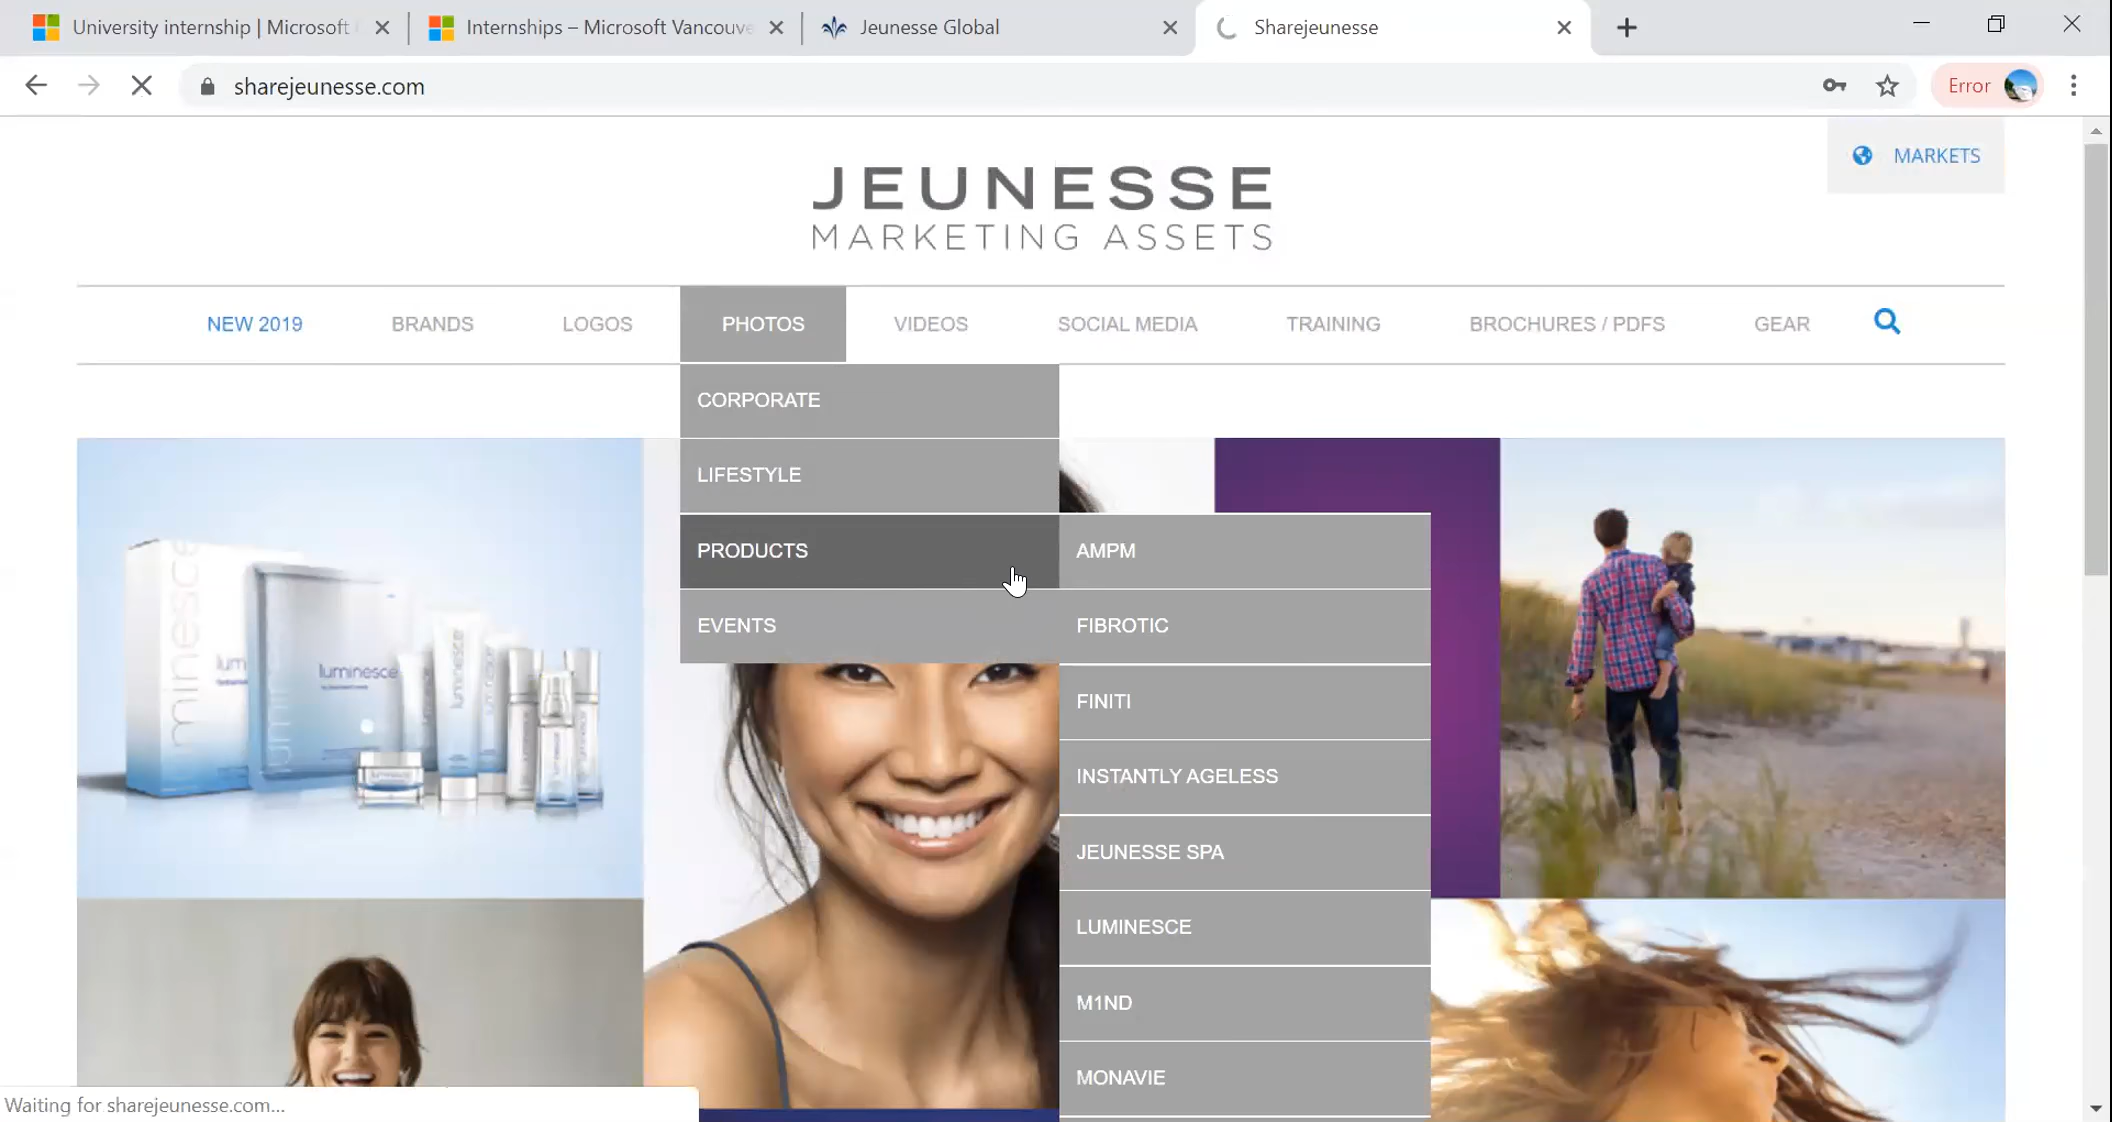 University internship | Microsoft
Internships – Microsoft Vancouve
Jeunesse Global
Sharejeunesse
sharejeunesse.com
Error
MARKETS
JEUNESSE
MARKETING ASSETS
NEW 2019
BRANDS
LOGOS
PHOTOS
VIDEOS
SOCIAL MEDIA
TRAINING
BROCHURES / PDFS
GEAR
CORPORATE
LIFESTYLE
PRODUCTS
EVENTS
AMPM
FIBROTIC
FINITI
INSTANTLY AGELESS
JEUNESSE SPA
LUMINESCE
M1ND
MONAVIE
luminesce
luminesce
Waiting for sharejeunesse.com...